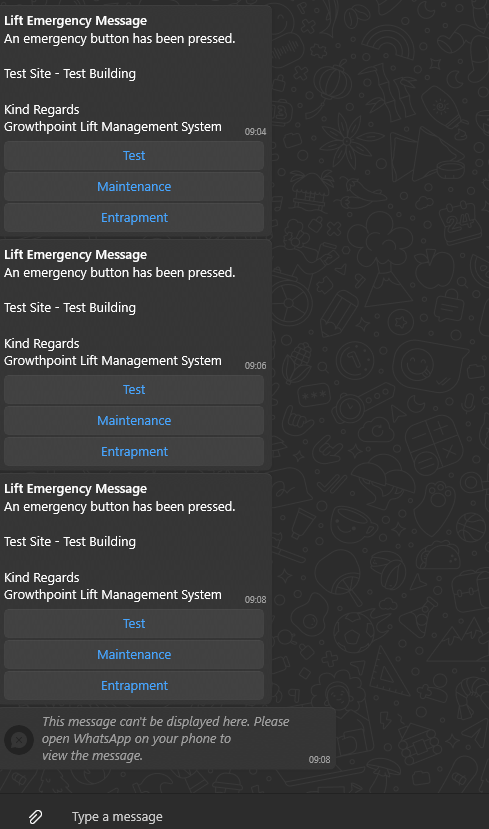 Lift Emergency Message
An emergency button has been pressed.
Test Site - Test Building
Kind Regards
Growthpoint Lift Management System
09:04
Test
Maintenance
Entrapment
Lift Emergency Message
An emergency button has been pressed.
Test Site - Test Building
Kind Regards
Growthpoint Lift Management System
09:06
Test
Maintenance
Entrapment
Lift Emergency Message
An emergency button has been pressed.
Test Site - Test Building
Kind Regards
Growthpoint Lift Management System
09:08
Test
Maintenance
Entrapment
This message can't be displayed here. Please
open WhatsApp on your phone to
view the message.
09:08
Type a message